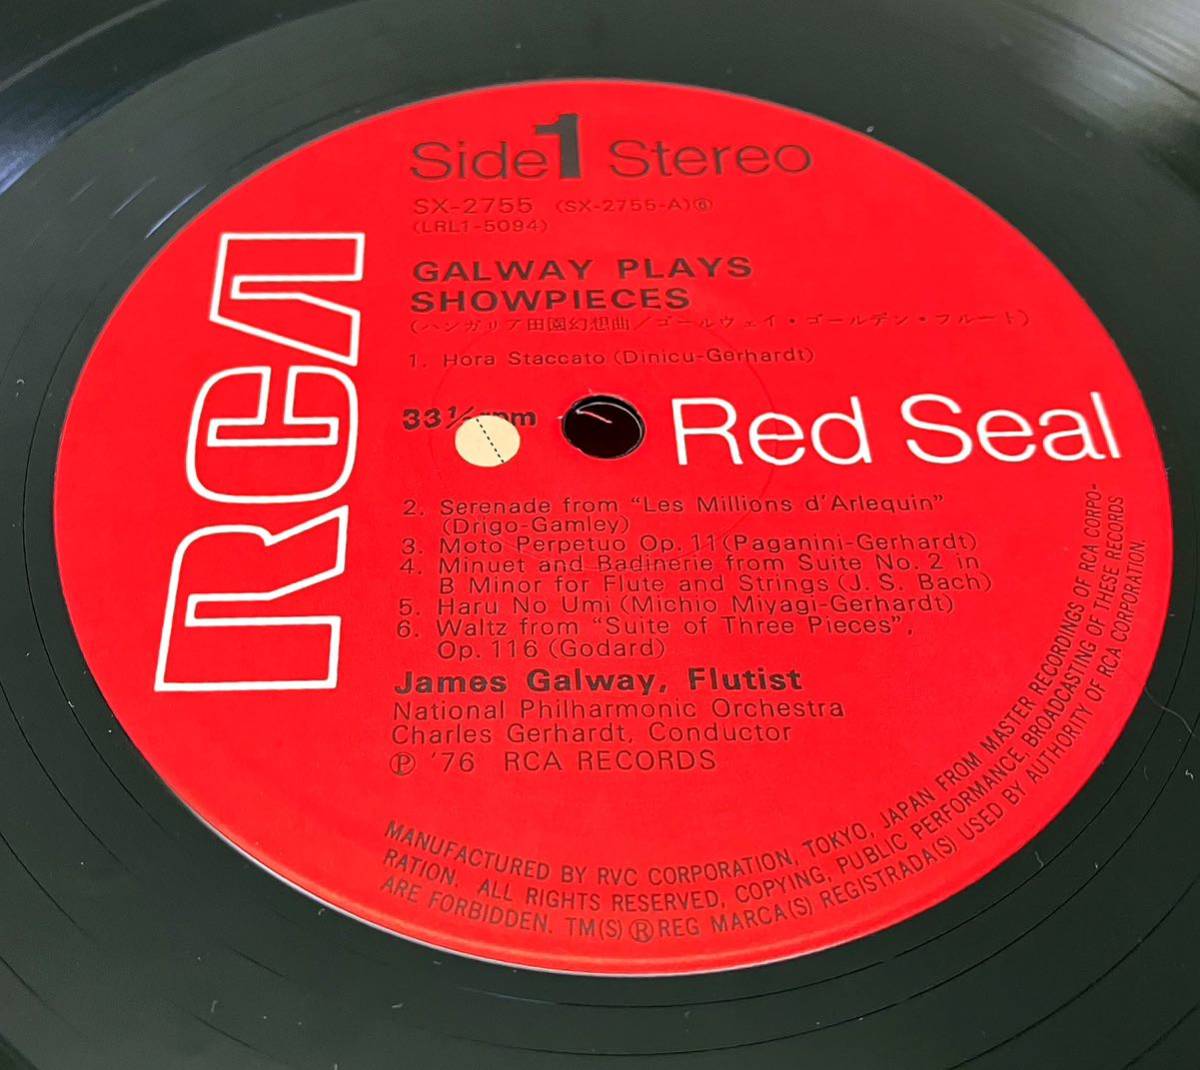 Side 1 Stereo
SX-2755 (SX-2755-A)⑥
(LRL1-5094)
GALWAY PLAYS
SHOWPIECES
(ハンガリア田園幻想曲／ゴールウェイ・ゴールデン・フルート)
1. Hora Staccato (Dinicu-Gerhardt)
33 1/ rpm
RCA
Red Seal
2. Serenade from “Les Millions d'Arlequin”
(Drigo-Gamley)
3. Moto Perpetuo Op. 11 (Paganini-Gerhardt)
4. Minuet and Badinerie from Suite No. 2 in
B Minor for Flute and Strings (J. S. Bach)
5. Haru No Umi (Michio Miyagi-Gerhardt)
6. Waltz from “Suite of Three Pieces”,
Op. 116 (Godard)
James Galway, Flutist
National Philharmonic Orchestra
Charles Gerhardt, Conductor
Ⓟ '76 RCA RECORDS
MANUFACTURED BY RVC CORPORATION, TOKYO, JAPAN FROM MASTER RECORDINGS OF RCA CORPO-
RATION. ALL RIGHTS RESERVED, COPYING, PUBLIC PERFORMANCE, BROADCASTING OF THESE RECORDS
ARE FORBIDDEN. TM(S) ® REG MARCA(S) REGISTRADA(S) USED BY AUTHORITY OF RCA CORPORATION.